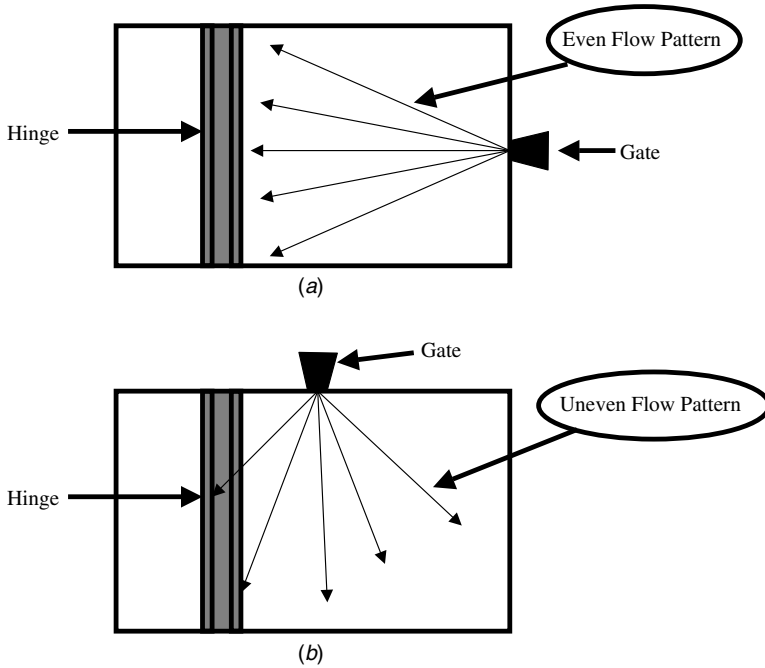 Even Flow Pattern
Hinge
Gate
(a)
Gate
Uneven Flow Pattern
Hinge
(b)